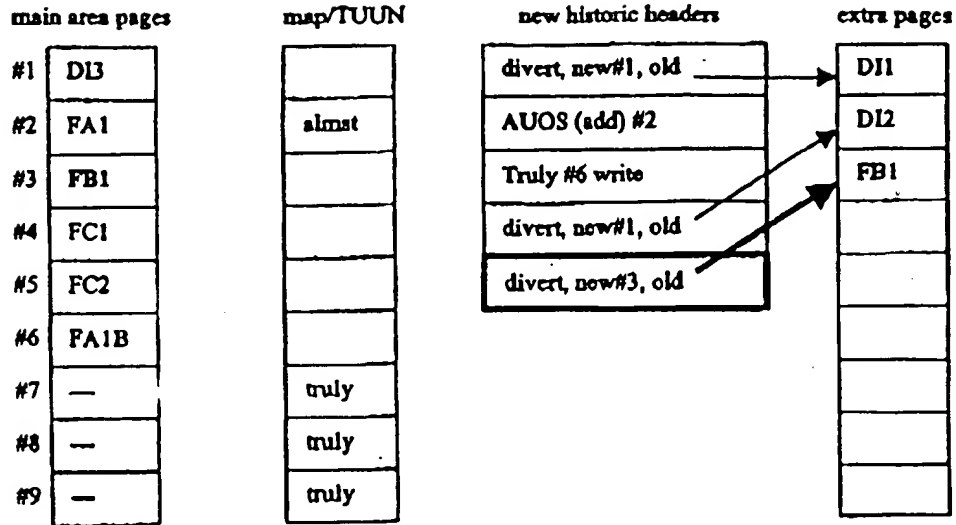 main area pages map/TUUN new historic headers extra pages
#1 DI3 divert, new#1, old DI1
#2 FA1 almst AUOS (add) #2 DI2
#3 FB1 Truly #6 write FB1
#4 FC1 divert, new#1, old
#5 FC2 divert, new#3, old
#6 FA1B
#7 — truly
#8 — truly
#9 — truly